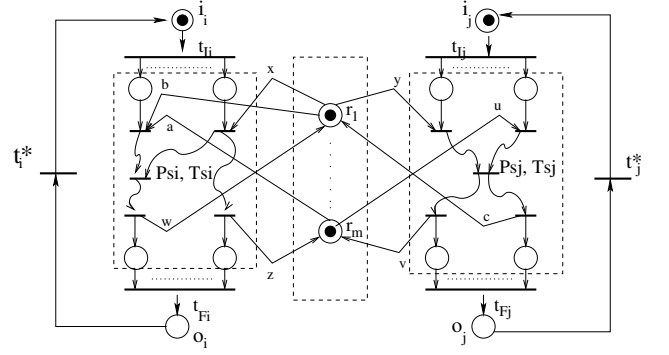 i_i
i_j
t_Ii
t_Ij
x
y
b
u
a
r_1
t_i*
Psi, Tsi
Psj, Tsj
t_j*
w
c
r_m
z
v
t_Fi
t_Fj
o_i
o_j